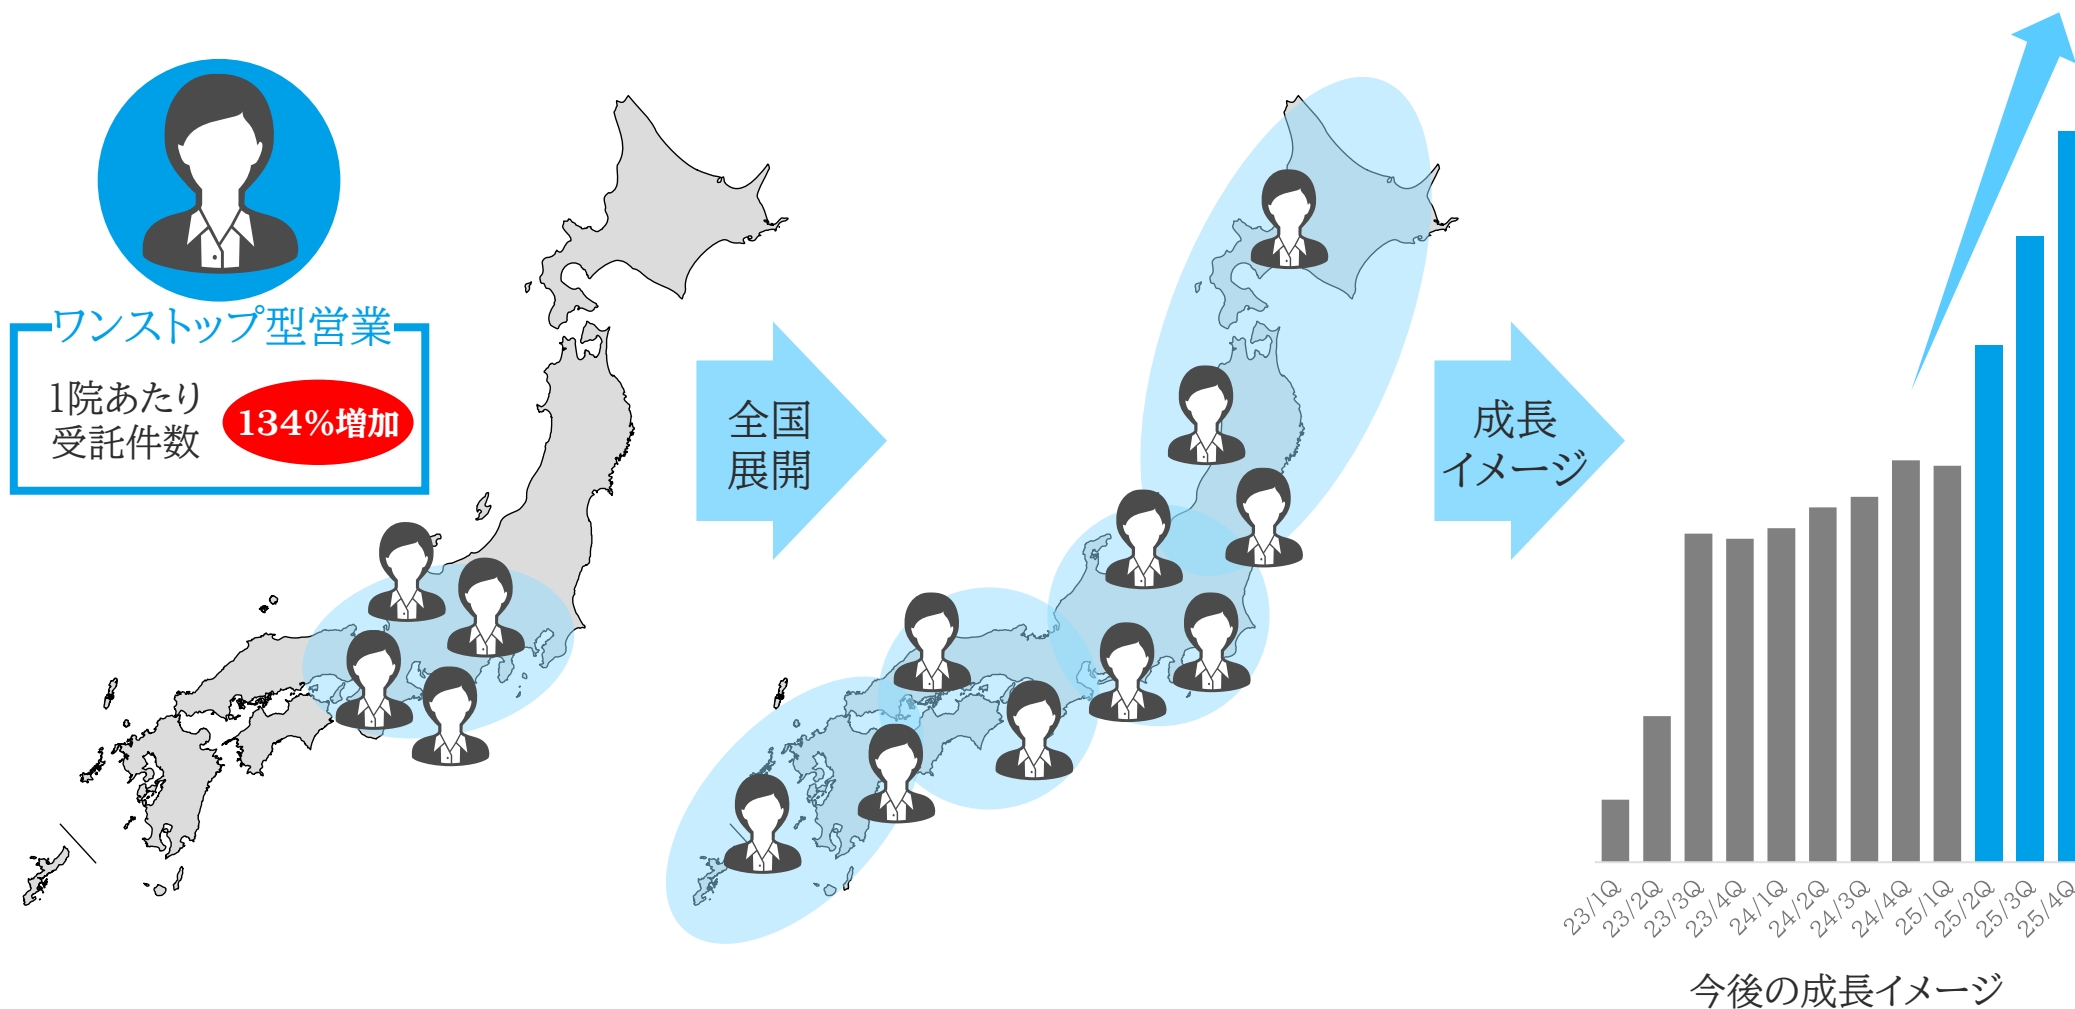 ワンストップ型営業
1院あたり
受託件数
134%増加
全国
展開
成長
イメージ
23/1Q
23/2Q
23/3Q
23/4Q
24/1Q
24/2Q
24/3Q
24/4Q
25/1Q
25/2Q
25/3Q
25/4Q
今後の成長イメージ